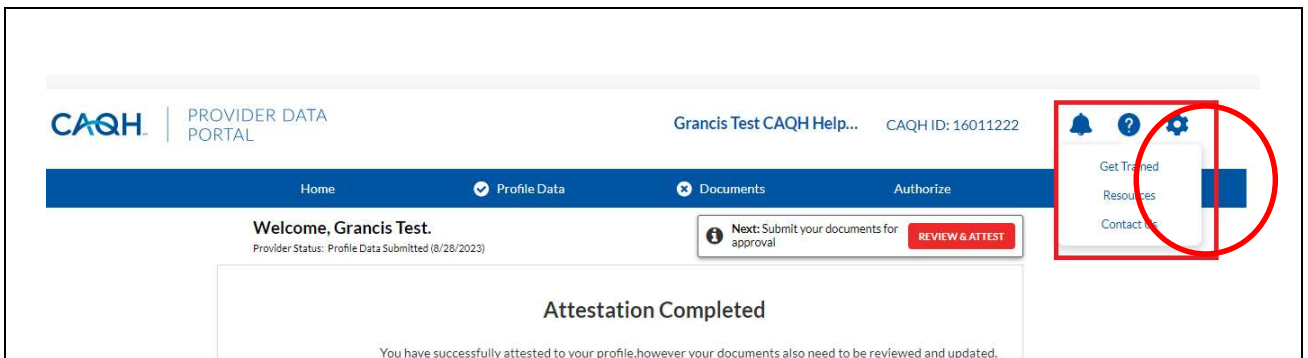 CAQH
PROVIDER DATA
PORTAL
Grancis Test CAQH Help...
CAQH ID: 16011222
?
Get Trained
Resources
Contact Us
Home
Profile Data
Documents
Authorize
Welcome, Grancis Test.
Provider Status: Profile Data Submitted (8/28/2023)
Next: Submit your documents for
approval
REVIEW & ATTEST
Attestation Completed
You have successfully attested to your profile.however your documents also need to be reviewed and updated.